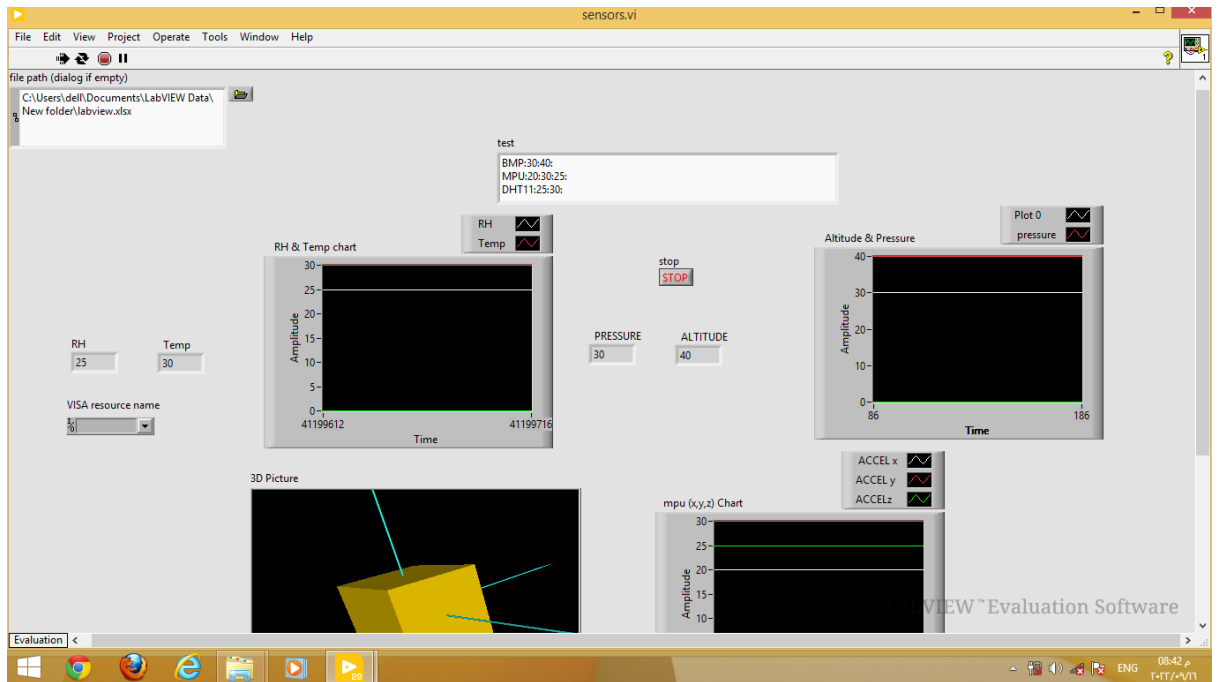 sensors.vi
File Edit View Project Operate Tools Window Help
file path (dialog if empty)
C:\Users\dell\Documents\LabVIEW Data\
New folder\labview.xlsx
test
BMP:30:40:
MPU:20:30:25:
DHT11:25:30:
RH
Temp
RH & Temp chart
30
25
20
15
10
5
0
Amplitude
41199612
41199716
Time
stop
STOP
Plot 0
pressure
Altitude & Pressure
40
30
20
10
0
Amplitude
86
186
Time
RH
25
Temp
30
PRESSURE
30
ALTITUDE
40
VISA resource name
3D Picture
ACCEL x
ACCEL y
ACCELz
mpu (x,y,z) Chart
30
25
20
15
10
Amplitude
LabVIEW™ Evaluation Software
Evaluation
ENG
08:42 م
٢٠٢٢/٠٩/١٦